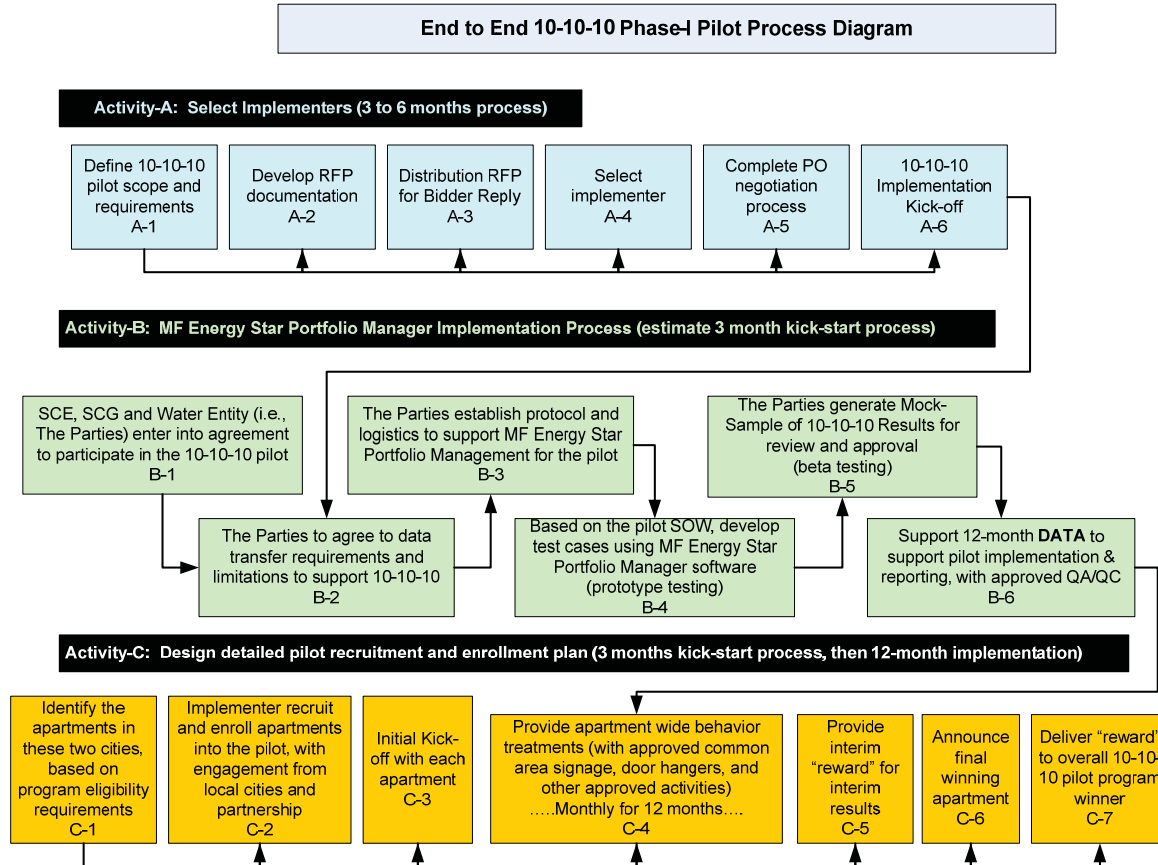 End to End 10-10-10 Phase-I Pilot Process Diagram
Activity-A: Select Implementers (3 to 6 months process)
Define 10-10-10
pilot scope and
requirements
A-1
Develop RFP
documentation
A-2
Distribution RFP
for Bidder Reply
A-3
Select
implementer
A-4
Complete PO
negotiation
process
A-5
10-10-10
Implementation
Kick-off
A-6
Activity-B: MF Energy Star Portfolio Manager Implementation Process (estimate 3 month kick-start process)
SCE, SCG and Water Entity (i.e.,
The Parties) enter into agreement
to participate in the 10-10-10 pilot
B-1
The Parties to agree to data
transfer requirements and
limitations to support 10-10-10
B-2
The Parties establish protocol and
logistics to support MF Energy Star
Portfolio Management for the pilot
B-3
Based on the pilot SOW, develop
test cases using MF Energy Star
Portfolio Manager software
(prototype testing)
B-4
The Parties generate Mock-
Sample of 10-10-10 Results for
review and approval
(beta testing)
B-5
Support 12-month DATA to
support pilot implementation &
reporting, with approved QA/QC
B-6
Activity-C: Design detailed pilot recruitment and enrollment plan (3 months kick-start process, then 12-month implementation)
Identify the
apartments in
these two cities,
based on
program eligibility
requirements
C-1
Implementer recruit
and enroll apartments
into the pilot, with
engagement from
local cities and
partnership
C-2
Initial Kick-
off with each
apartment
C-3
Provide apartment wide behavior
treatments (with approved common
area signage, door hangers, and
other approved activities)
.....Monthly for 12 months....
C-4
Provide
interim
“reward” for
interim
results
C-5
Announce
final
winning
apartment
C-6
Deliver “reward”
to overall 10-10-
10 pilot program
winner
C-7